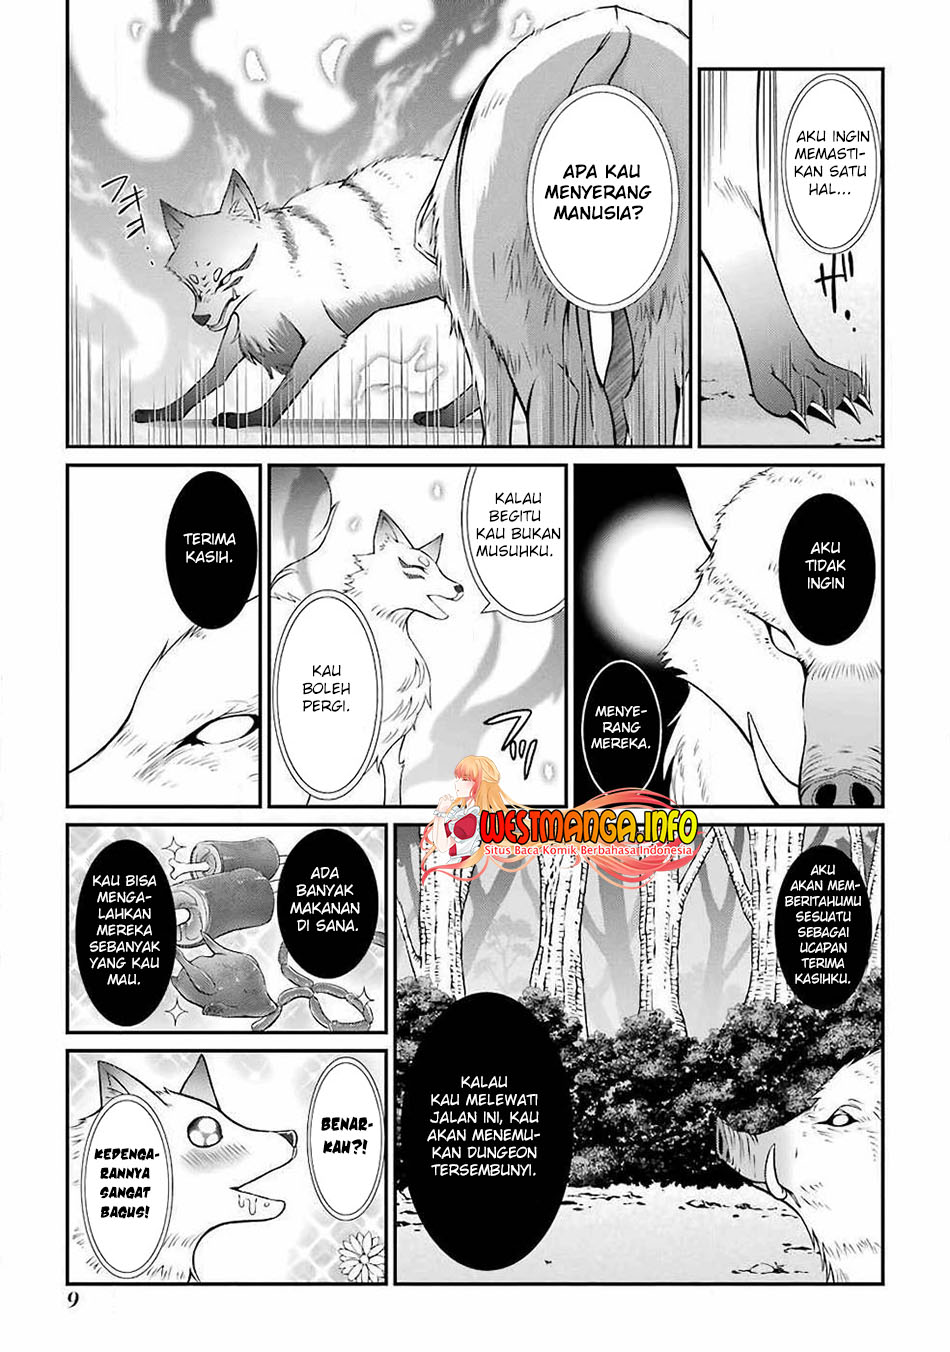 AKU INGIN
MEMASTI-
KAN SATU
HAL...
APA KAU
MENYERANG
MANUSIA?
AKU
TIDAK
INGIN
MENYE-
RANG
MEREKA.
KALAU
BEGITU
KAU BUKAN
MUSUHKU.
KAU
BOLEH
PERGI.
TERIMA
KASIH.
WESTMANGA.INFO
Situs Baca Komik Berbahasa Indonesia
AKU
AKAN MEM-
BERITAHUMU
SESUATU
SEBAGAI
UCAPAN
TERIMA
KASIHKU.
KALAU
KAU MELEWATI
JALAN INI, KAU
AKAN MENEMU-
KAN DUNGEON
TERSEMBUNYI.
ADA
BANYAK
MAKANAN
DI SANA.
KAU BISA
MENGA-
LAHKAN
MEREKA
SEBANYAK
YANG KAU
MAU.
BENAR-
KAH?!
KEDENGA-
RANNYA
SANGAT
BAGUS!
9